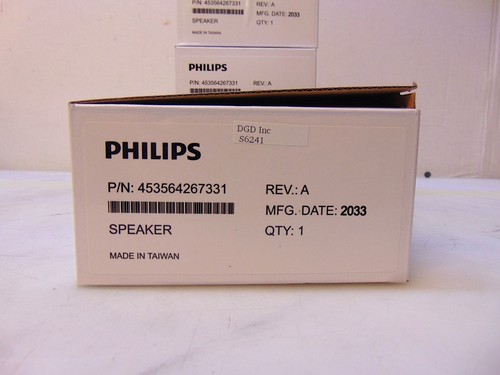 REV: A
P/N: 453564267331
MFG. DATE: 2033
SPEAKER
QTY: 1
MADE IN TAIWAN
PHILIPS
P/N: 453564267331
REV.: A
DGD Inc
S6241
PHILIPS
P/N: 453564267331
REV.: A
MFG. DATE: 2033
SPEAKER
QTY: 1
MADE IN TAIWAN